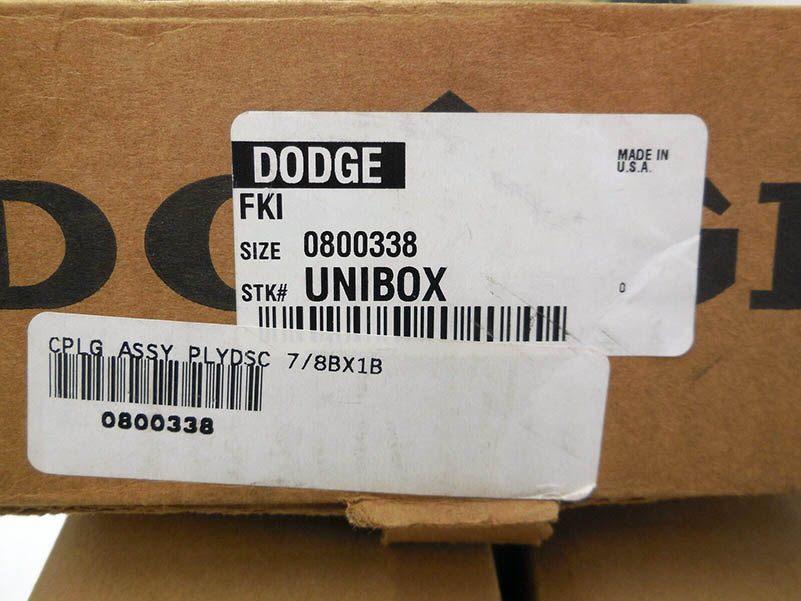 DODGE
MADE IN
U.S.A.
FKI
SIZE 0800338
STK# UNIBOX
0
CPLG ASSY PLYDSC 7/8BX1B
0800338